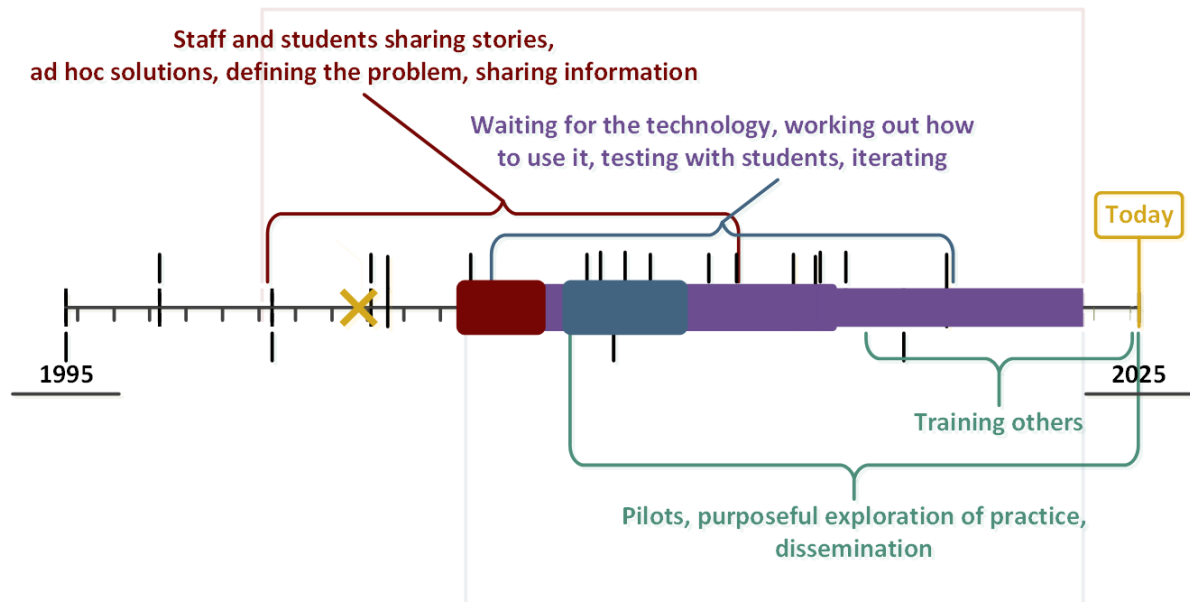 Staff and students sharing stories,
ad hoc solutions, defining the problem, sharing information
Waiting for the technology, working out how
to use it, testing with students, iterating
Today
1995
2025
Training others
Pilots, purposeful exploration of practice,
dissemination